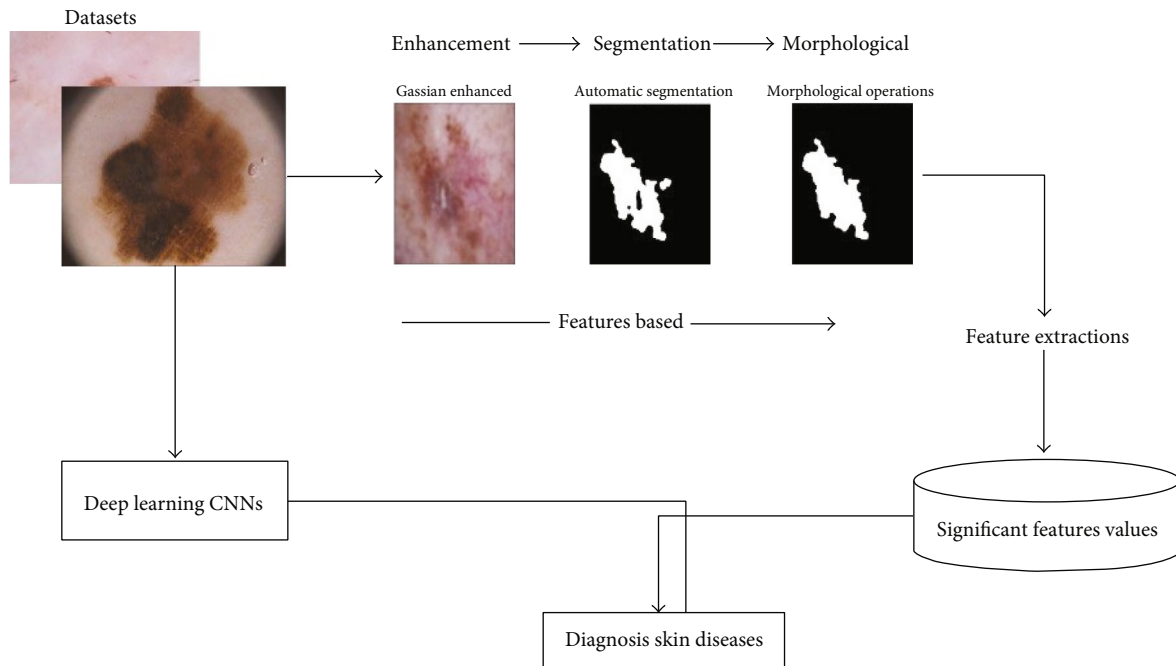 Datasets
Enhancement
Segmentation
Morphological
Gassian enhanced
Automatic segmentation
Morphological operations
Features based
Feature extractions
Deep learning CNNs
Significant features values
Diagnosis skin diseases